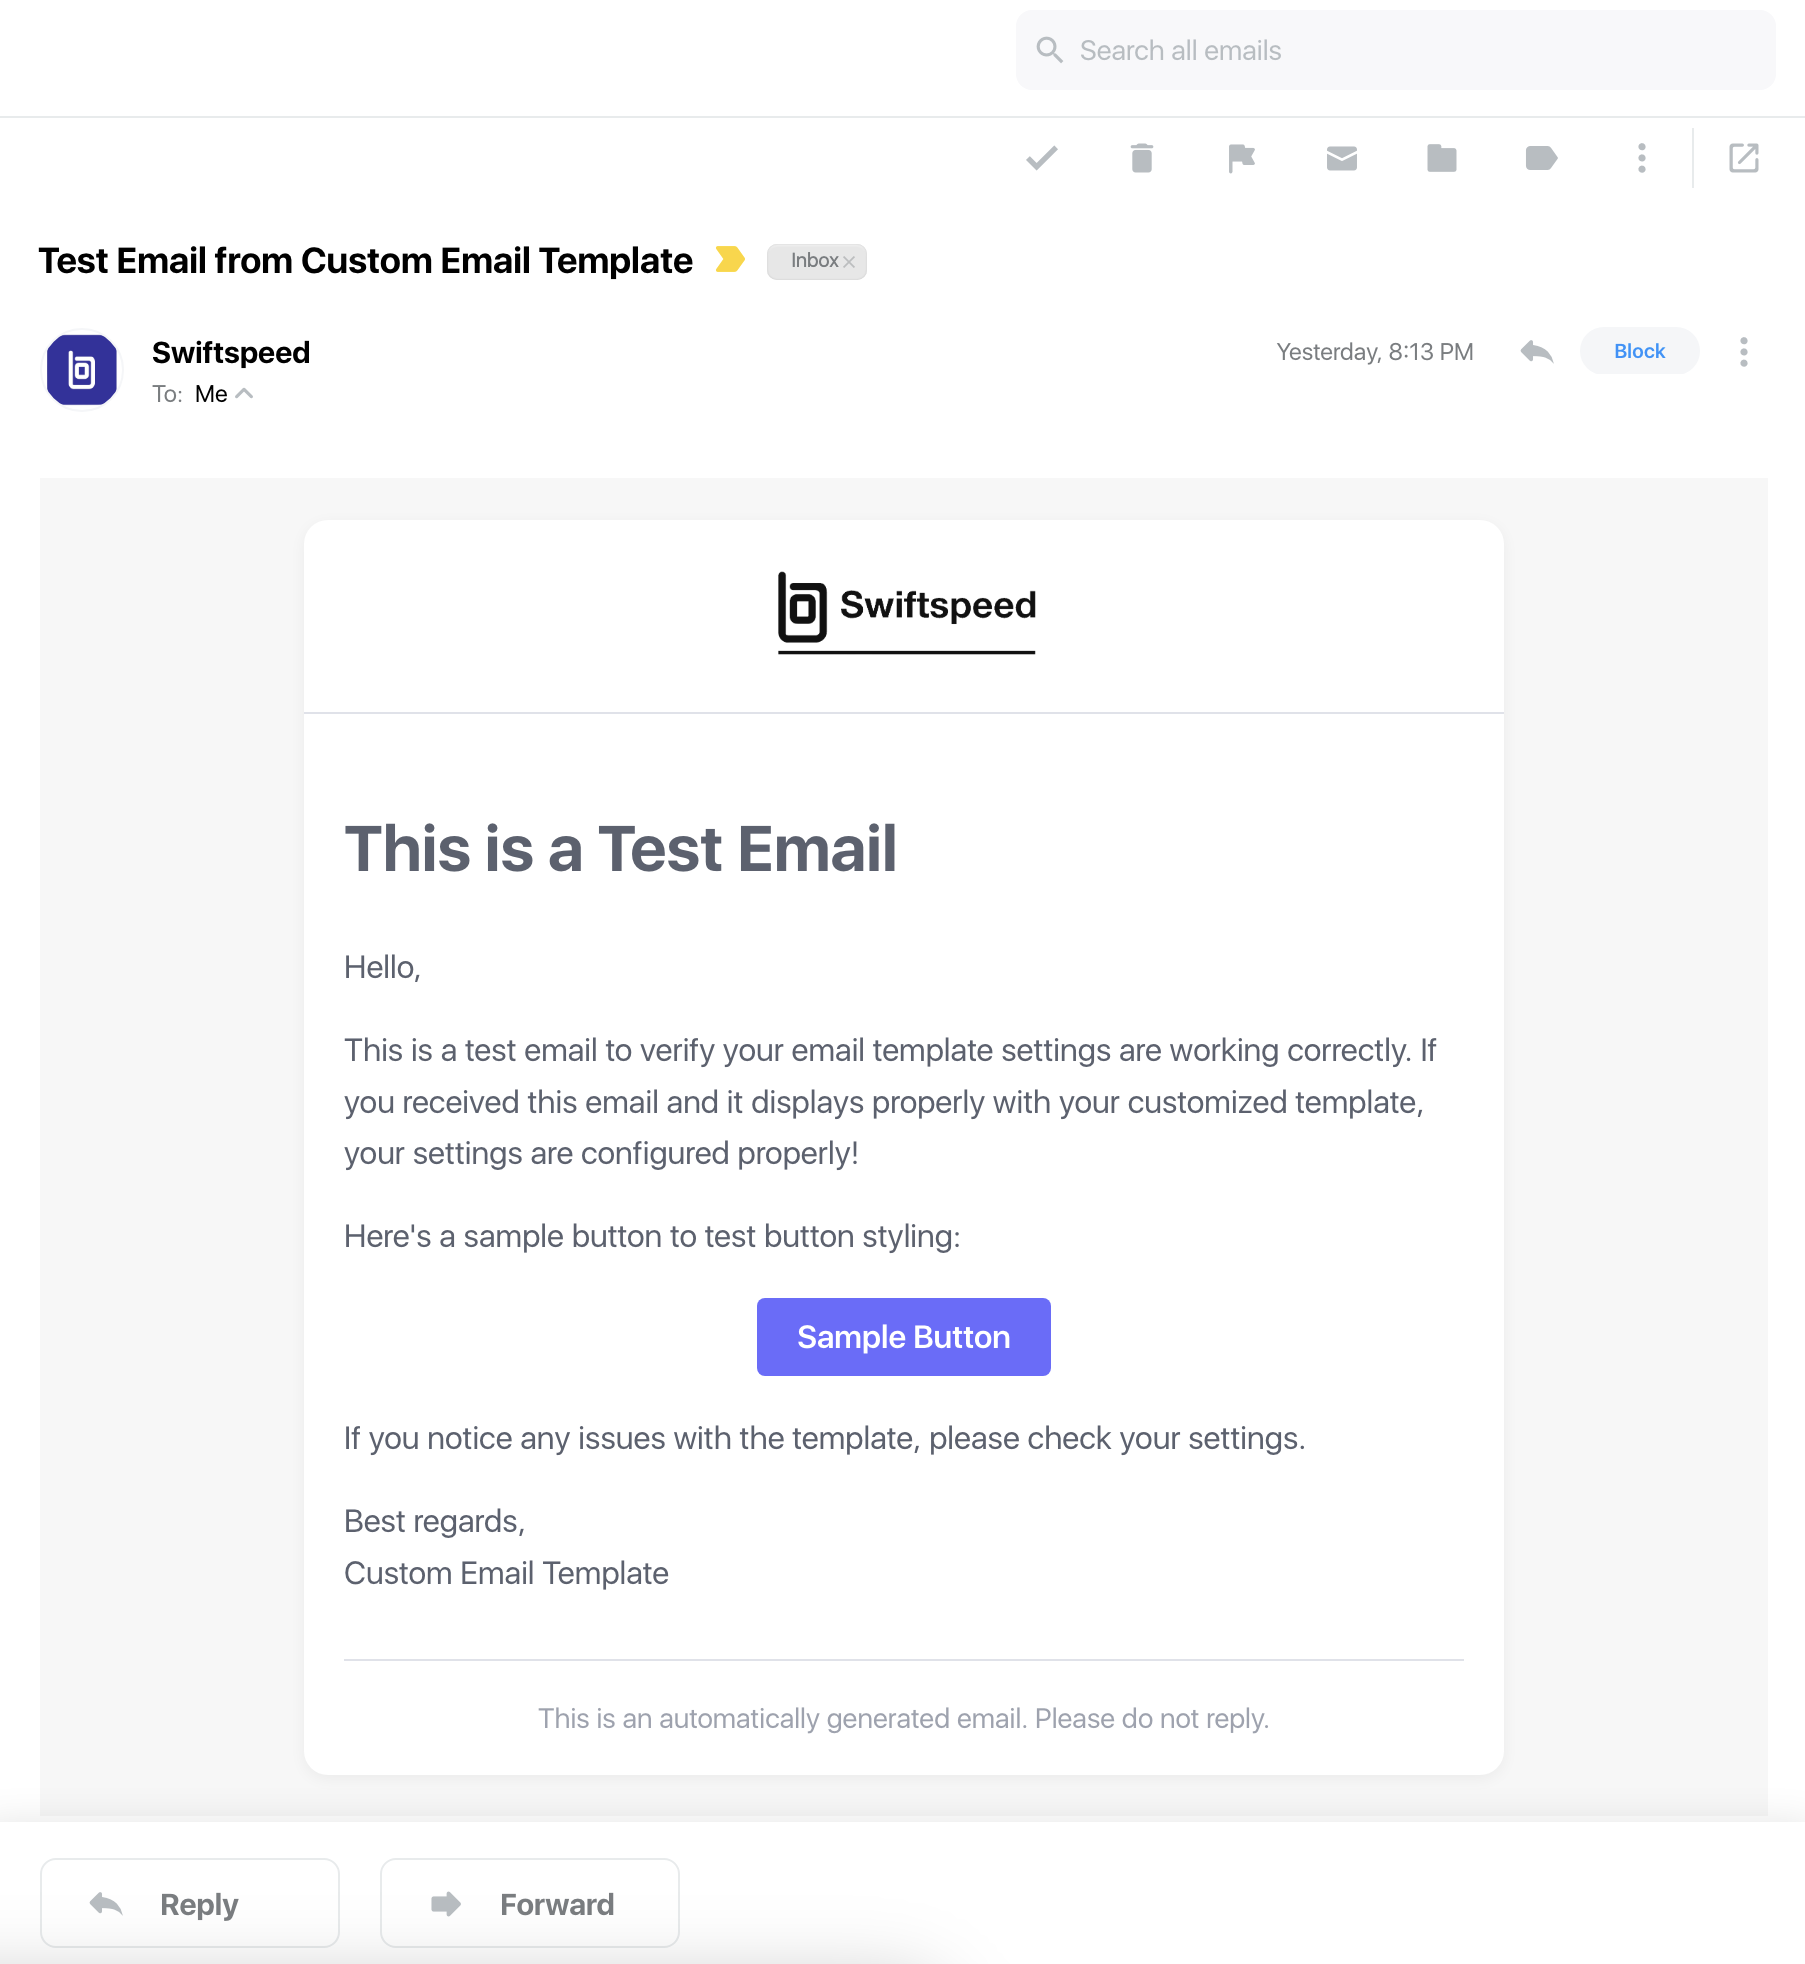 Search all emails
Test Email from Custom Email Template
Inbox
Swiftspeed
Yesterday, 8:13 PM
Block
To: Me
Swiftspeed
This is a Test Email
Hello,
This is a test email to verify your email template settings are working correctly. If
you received this email and it displays properly with your customized template,
your settings are configured properly!
Here's a sample button to test button styling:
Sample Button
If you notice any issues with the template, please check your settings.
Best regards,
Custom Email Template
This is an automatically generated email. Please do not reply.
Reply
Forward